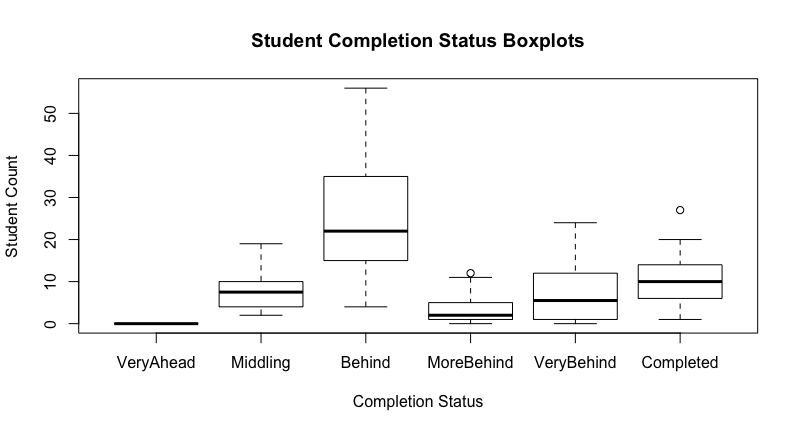 Student Completion Status Boxplots
Student Count
50
40
30
20
10
0
VeryAhead Middling Behind MoreBehind VeryBehind Completed
Completion Status